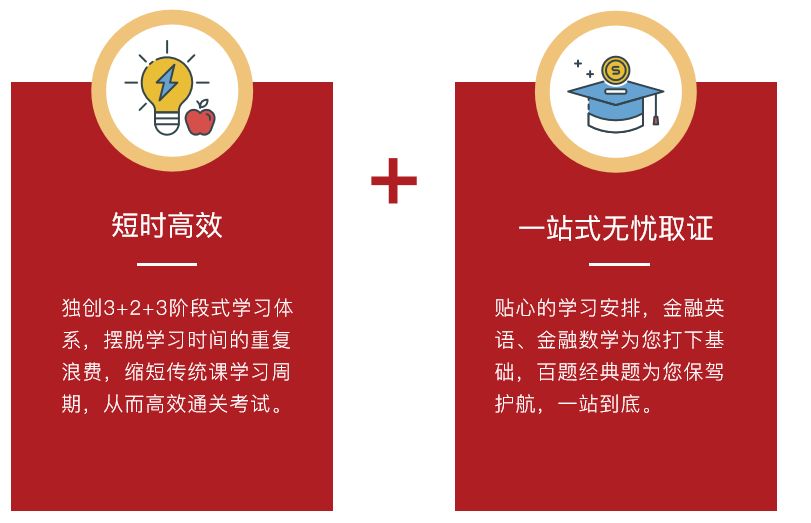 短时高效
独创3+2+3阶段式学习体
系，摆脱学习时间的重复
浪费，缩短传统课学习周
期，从而高效通关考试。
+
一站式无忧取证
贴心的学习安排，金融英
语、金融数学为您打下基
础，百题经典题为您保驾
护航，一站到底。